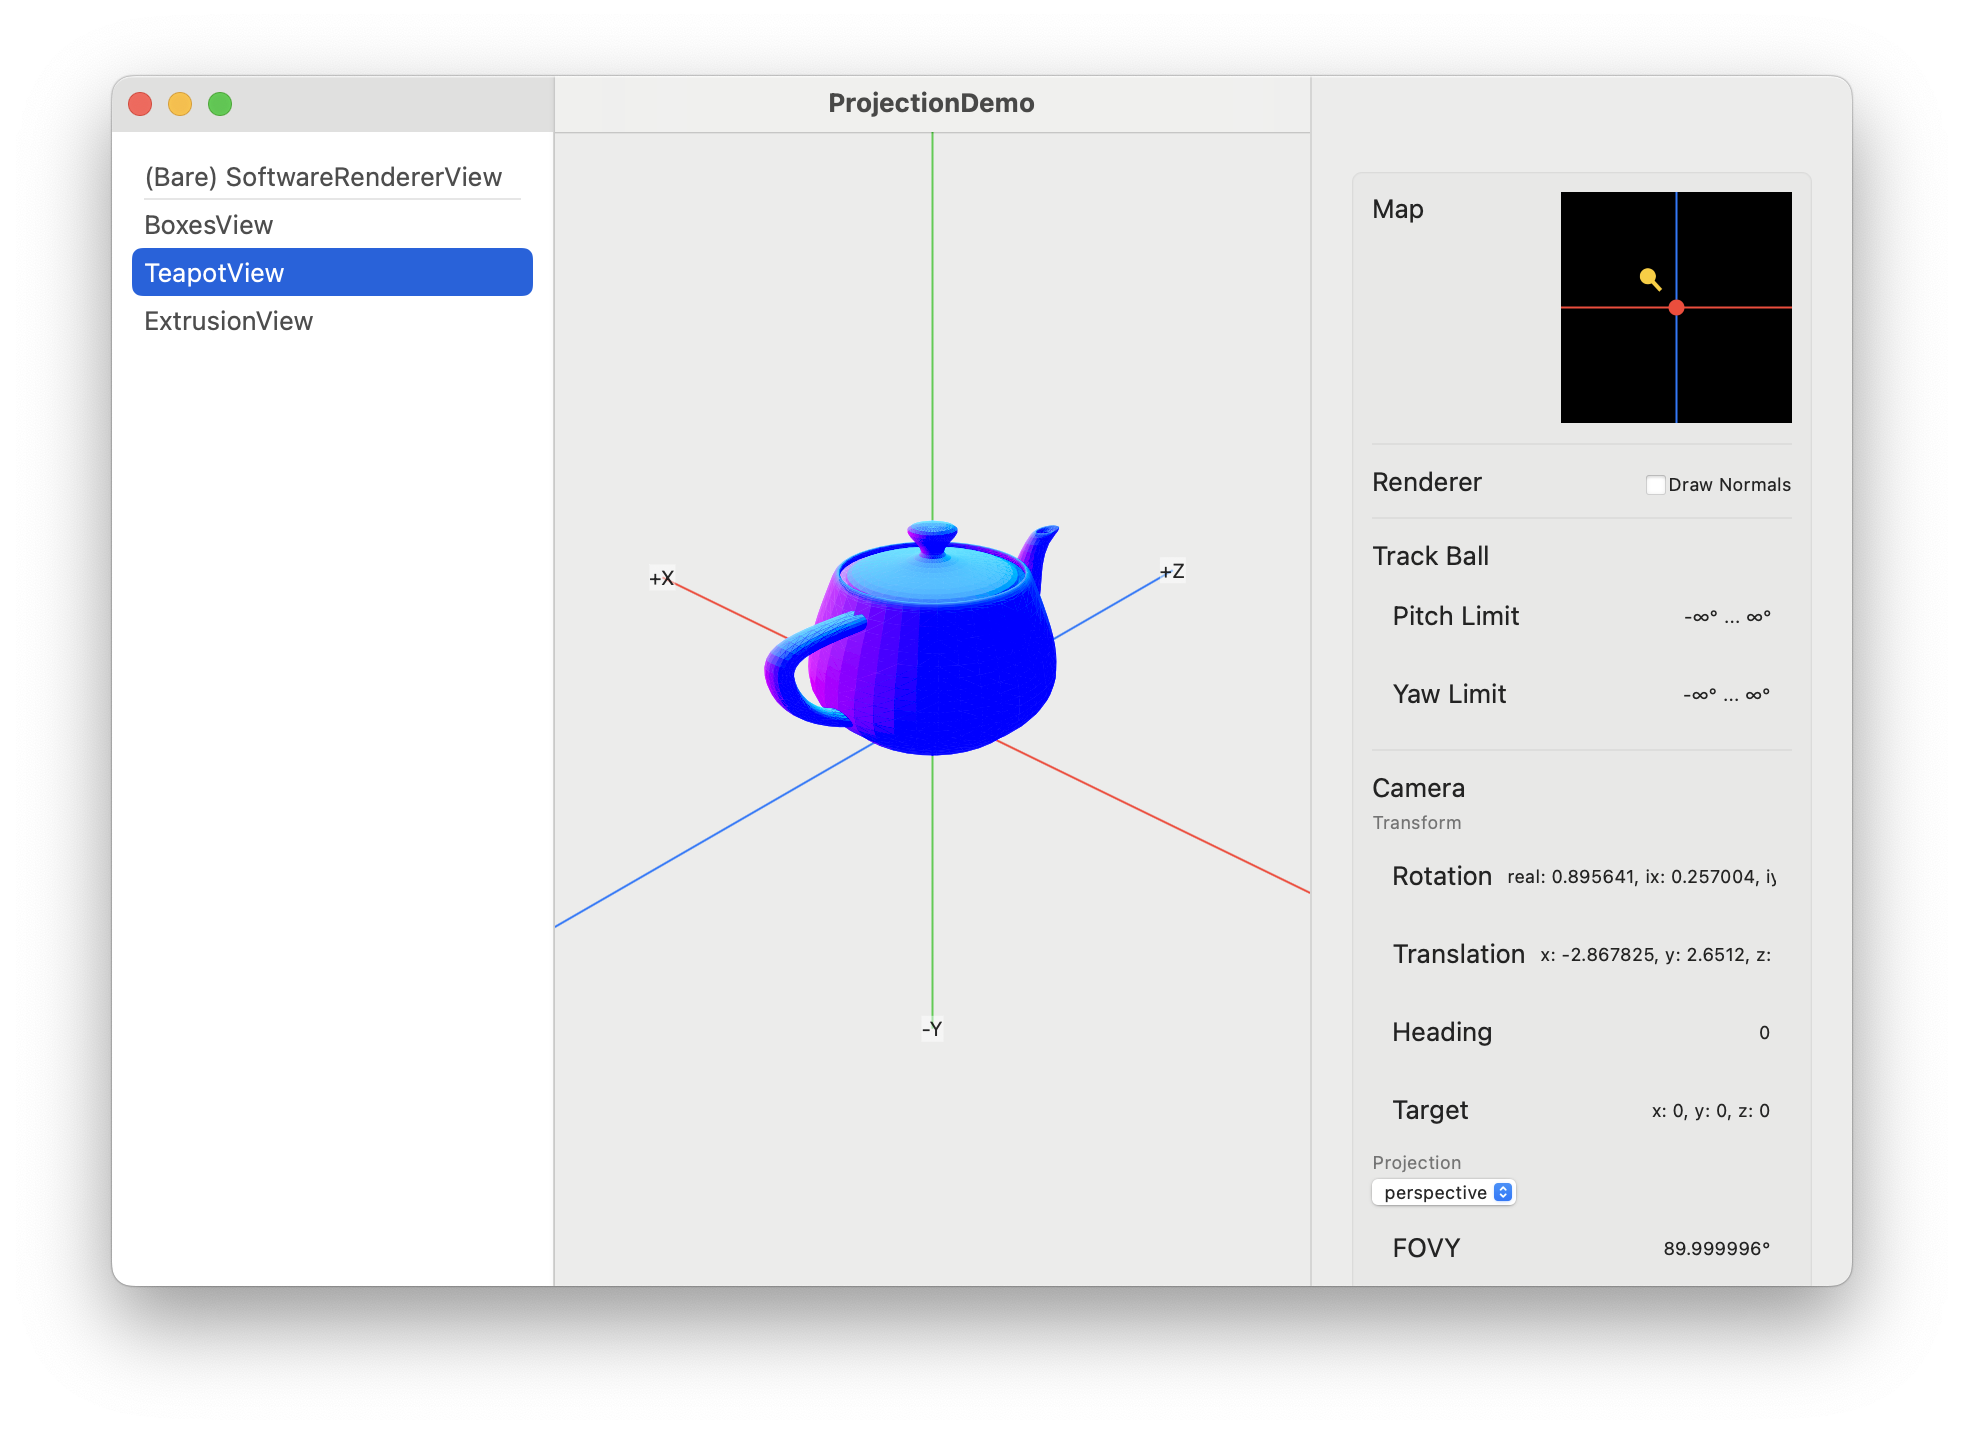 ProjectionDemo
(Bare) SoftwareRendererView
BoxesView
TeapotView
ExtrusionView
+X
+Z
-Y
Map
Renderer
Draw Normals
Track Ball
Pitch Limit
-∞° ... ∞°
Yaw Limit
-∞° ... ∞°
Camera
Transform
Rotation
real: 0.895641, ix: 0.257004, iy
Translation
x: -2.867825, y: 2.6512, z:
Heading
0
Target
x: 0, y: 0, z: 0
Projection
perspective
FOVY
89.999996°